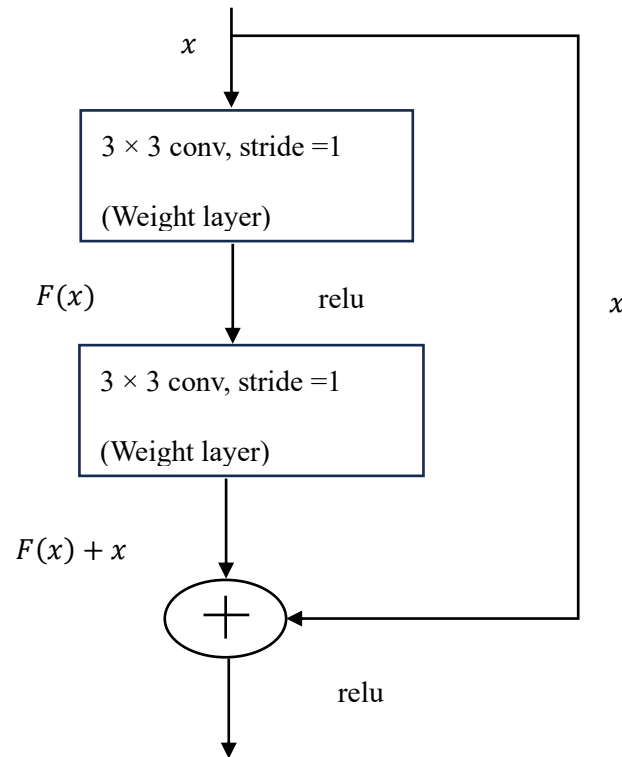 x
3 × 3 conv, stride =1
(Weight layer)
F(x)
relu
x
3 × 3 conv, stride =1
(Weight layer)
F(x) + x
relu